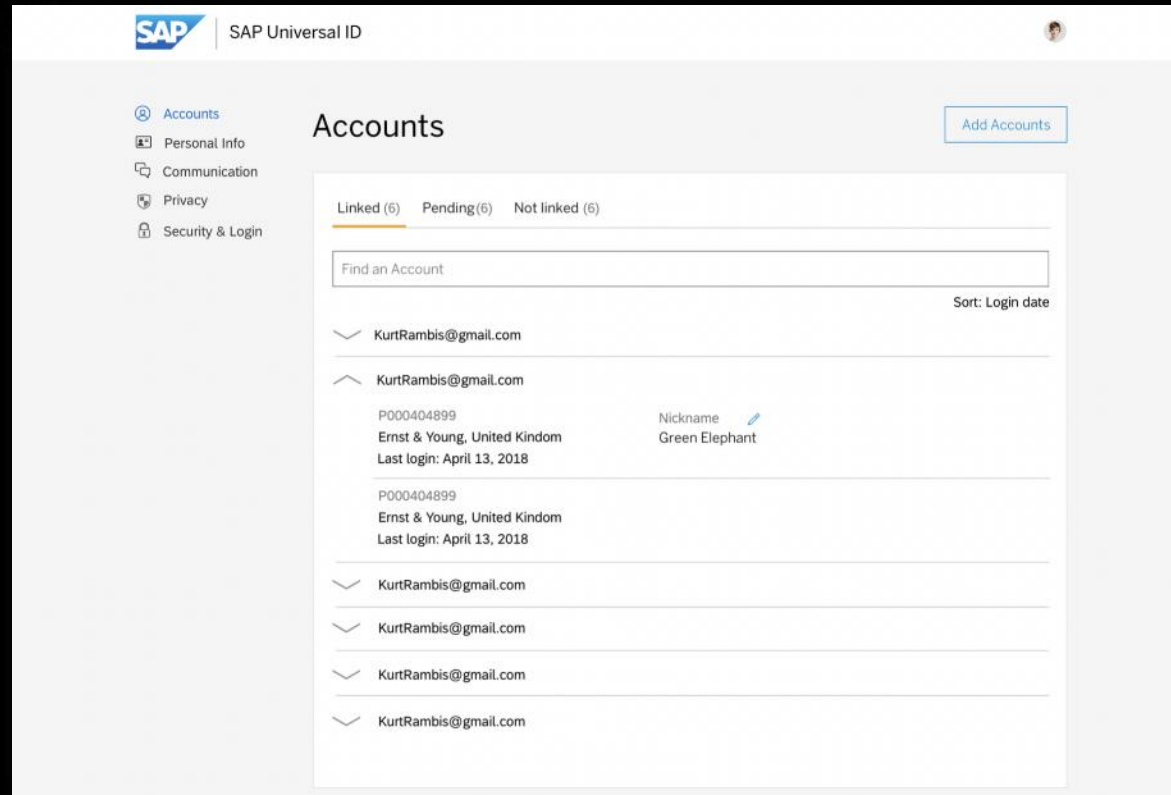 SAP SAP Universal ID
Accounts
Personal Info
Communication
Privacy
Security & Login
Accounts
Add Accounts
Linked (6) Pending(6) Not linked (6)
Find an Account
Sort: Login date
KurtRambis@gmail.com
KurtRambis@gmail.com
P000404899
Ernst & Young, United Kindom
Last login: April 13, 2018
Nickname
Green Elephant
P000404899
Ernst & Young, United Kindom
Last login: April 13, 2018
KurtRambis@gmail.com
KurtRambis@gmail.com
KurtRambis@gmail.com
KurtRambis@gmail.com